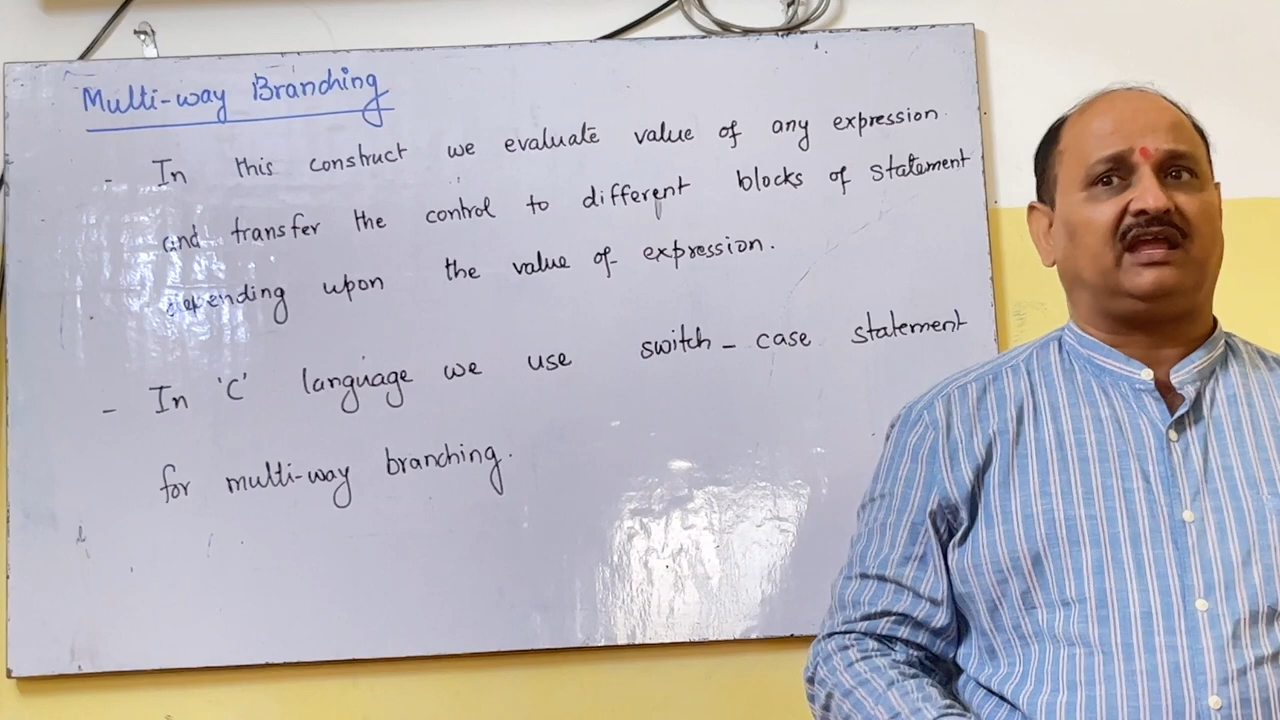 Multi-way Branching
- In this construct we evaluate value of any expression.
and transfer the control to different blocks of statement
depending upon the value of expression.
- In 'C' language we use switch - case statement
for multi-way branching.